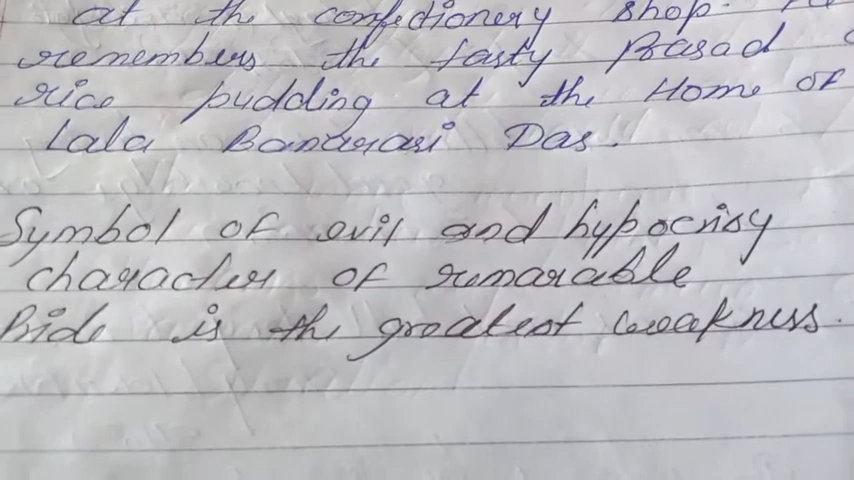 at the confectionery shop.
remembers the tasty Prasad
rice pudding at the Home of
Lala Banarasi Das.
Symbol of evil and hypocrisy
character of remarable
Pride is the greatest weakness.